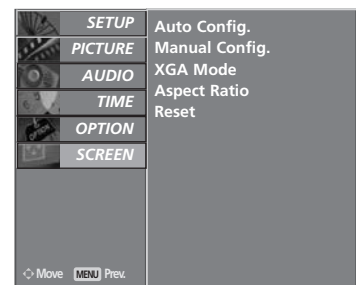 SETUP
PICTURE
AUDIO
TIME
OPTION
SCREEN
Move MENU Prev.
Auto Config.
Manual Config.
XGA Mode
Aspect Ratio
Reset